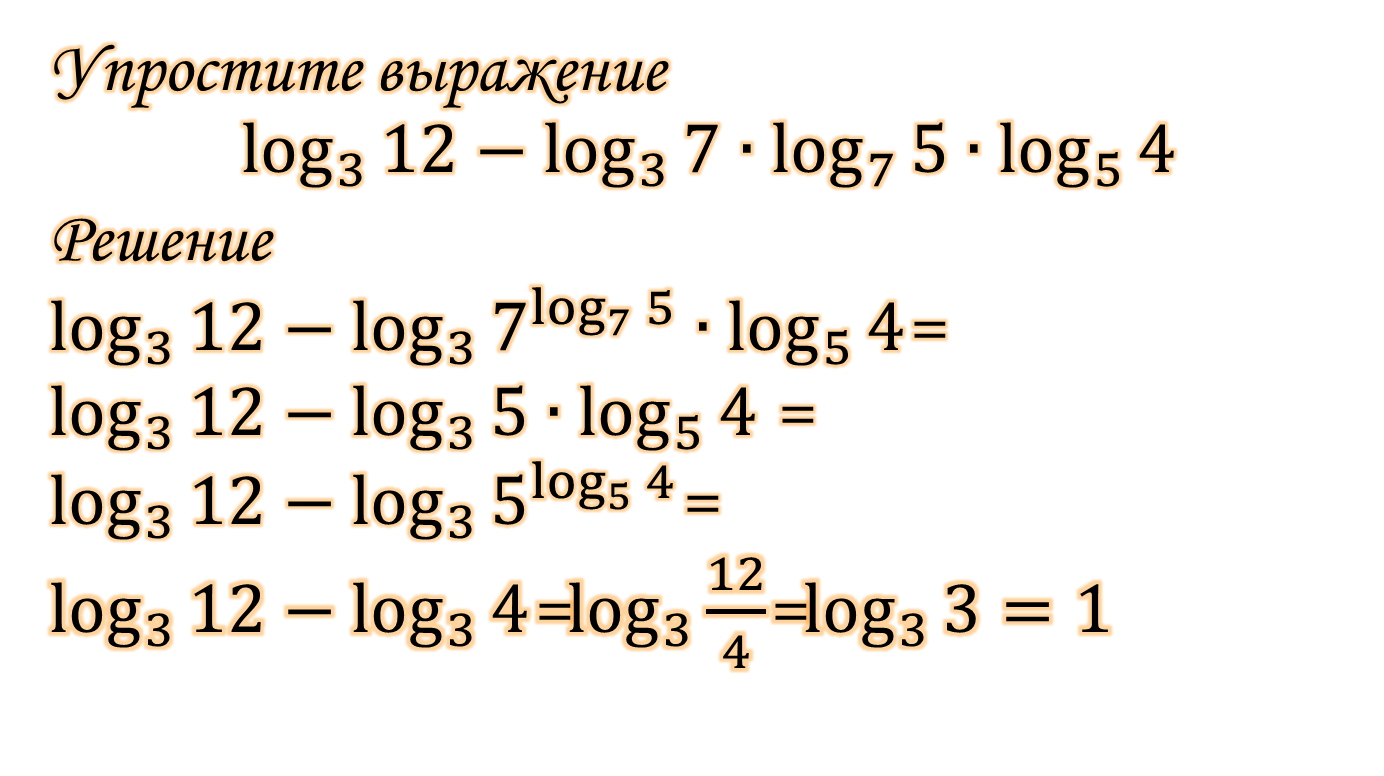 Упростите выражение
log₃ 12 − log₃ 7 · log₇ 5 · log₅ 4
Решение
log₃ 12 − log₃ 7^(log₇ 5) · log₅ 4=
log₃ 12 − log₃ 5 · log₅ 4 =
log₃ 12 − log₃ 5^(log₅ 4)=
log₃ 12 − log₃ 4=log₃ 12/4=log₃ 3 = 1